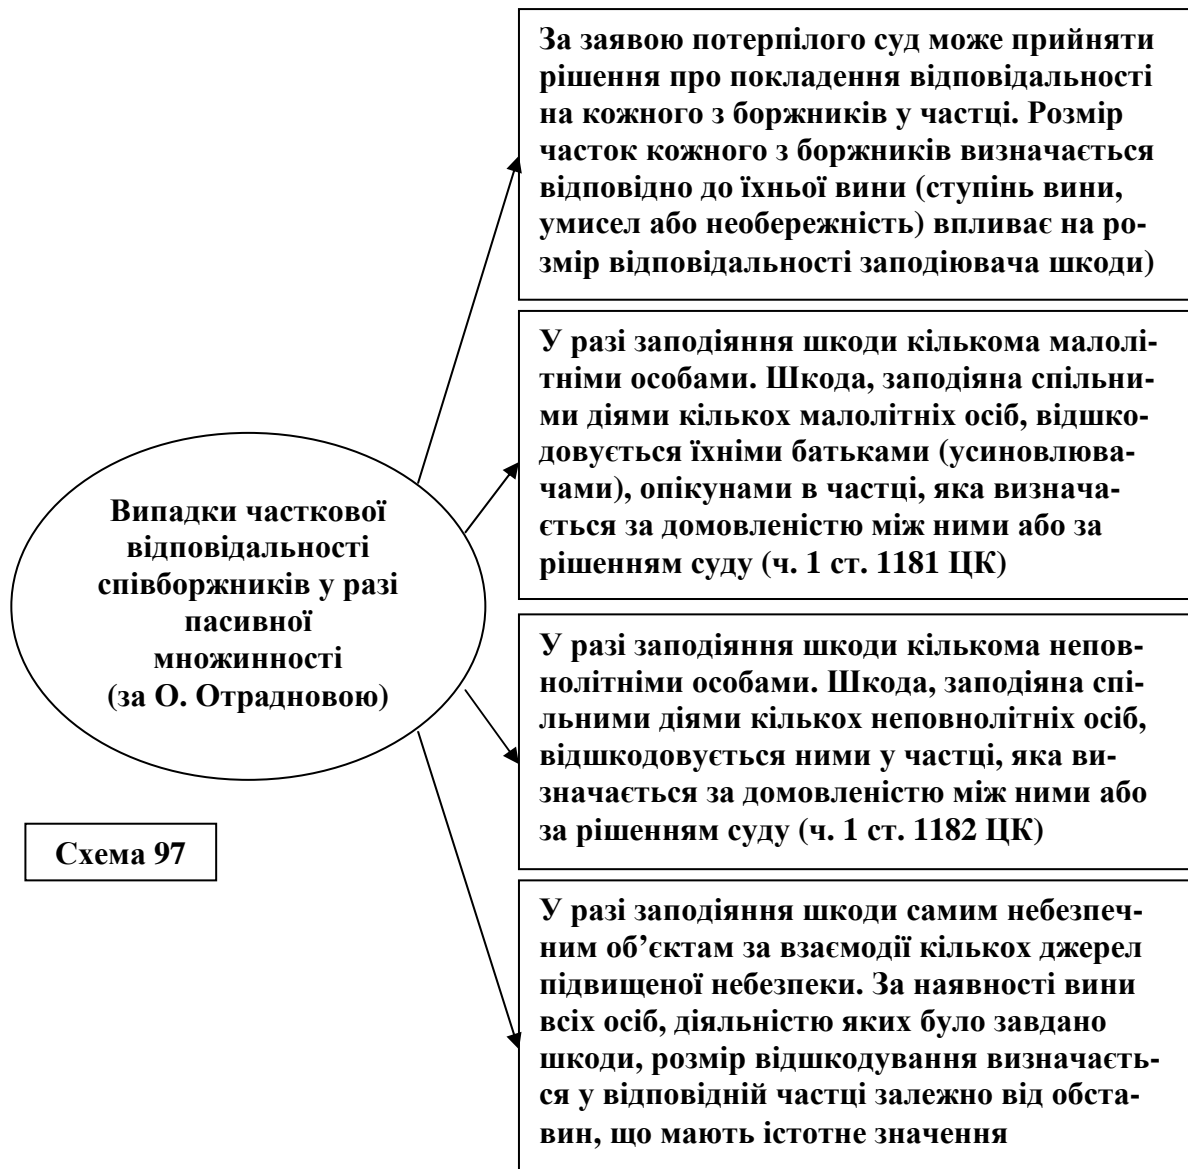 За заявою потерпілого суд може прийняти
рішення про покладення відповідальності
на кожного з боржників у частці. Розмір
часток кожного з боржників визначається
відповідно до їхньої вини (ступінь вини,
умисел або необережність) впливає на ро-
змір відповідальності заподіювача шкоди)
У разі заподіяння шкоди кількома малолі-
тніми особами. Шкода, заподіяна спільни-
ми діями кількох малолітніх осіб, відшко-
довується їхніми батьками (усиновлюва-
чами), опікунами в частці, яка визнача-
ється за домовленістю між ними або за
рішенням суду (ч. 1 ст. 1181 ЦК)
Випадки часткової
відповідальності
співборжників у разі
пасивної
множинності
(за О. Отрадновою)
У разі заподіяння шкоди кількома непов-
нолітніми особами. Шкода, заподіяна спі-
льними діями кількох неповнолітніх осіб,
відшкодовується ними у частці, яка ви-
значається за домовленістю між ними або
за рішенням суду (ч. 1 ст. 1182 ЦК)
Схема 97
У разі заподіяння шкоди самим небезпеч-
ним об’єктам за взаємодії кількох джерел
підвищеної небезпеки. За наявності вини
всіх осіб, діяльністю яких було завдано
шкоди, розмір відшкодування визначаєть-
ся у відповідній частці залежно від обста-
вин, що мають істотне значення